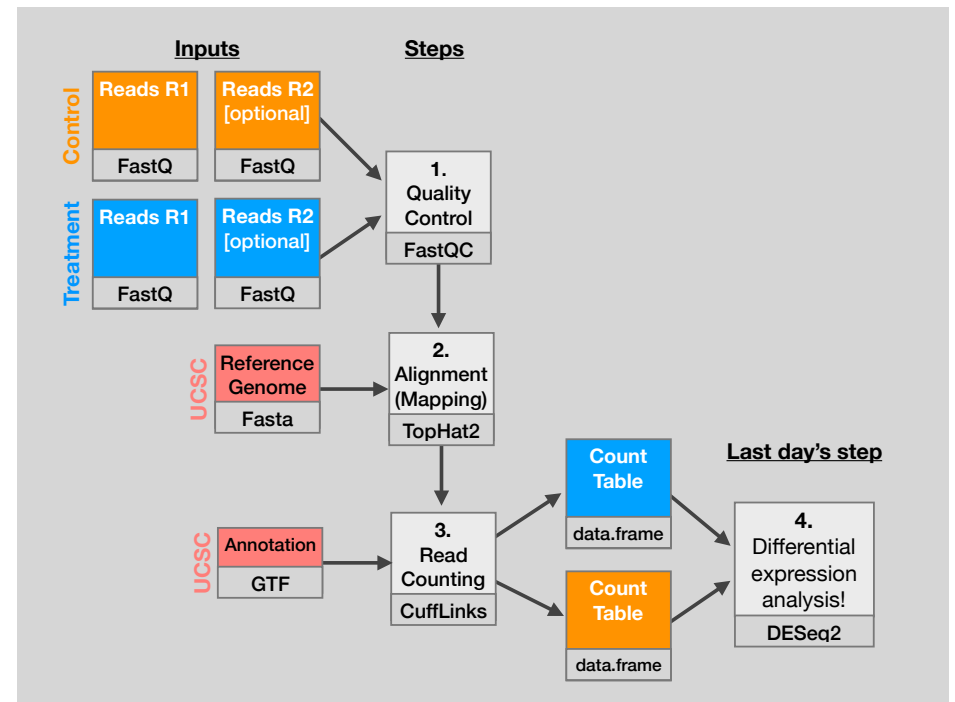 Inputs
Steps
Control
Reads R1
FastQ
Reads R2
[optional]
FastQ
Treatment
Reads R1
FastQ
Reads R2
[optional]
FastQ
1.
Quality
Control
FastQC
UCSC
Reference
Genome
Fasta
2.
Alignment
(Mapping)
TopHat2
UCSC
Annotation
GTF
3.
Read
Counting
CuffLinks
Count
Table
data.frame
Count
Table
data.frame
Last day's step
4.
Differential
expression
analysis!
DESeq2